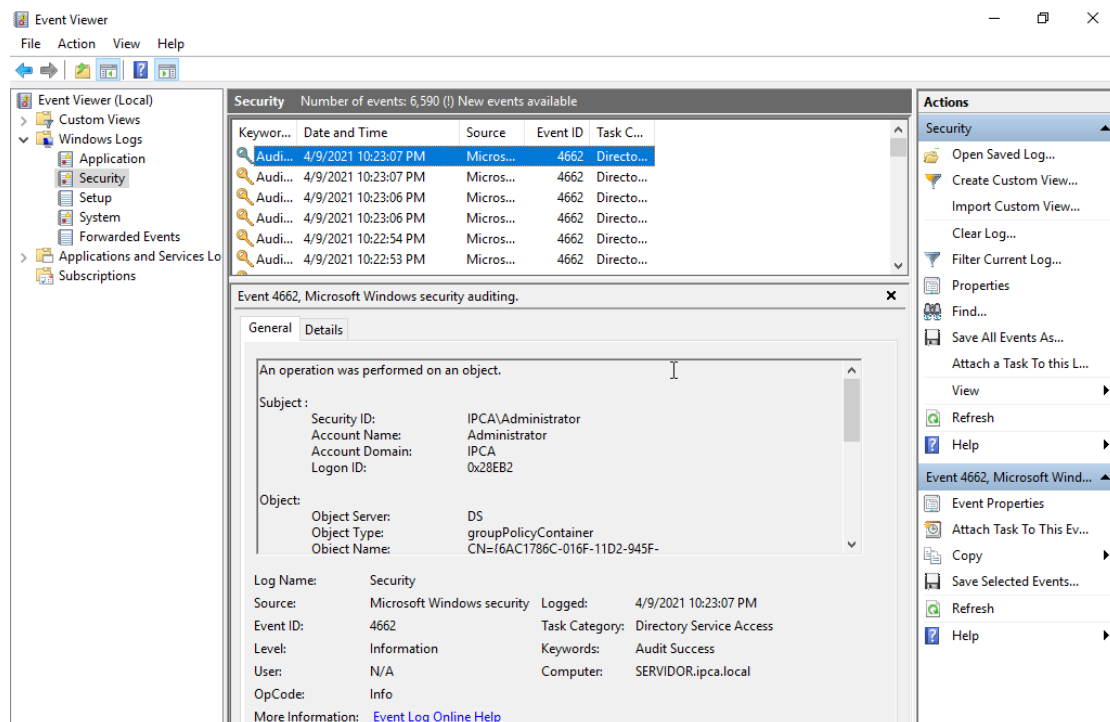 Event Viewer
File Action View Help
Event Viewer (Local)
Custom Views
Windows Logs
Application
Security
Setup
System
Forwarded Events
Applications and Services Lo
Subscriptions
Security Number of events: 6,590 (!) New events available
Keywor... Date and Time Source Event ID Task C...
Audi... 4/9/2021 10:23:07 PM Micros... 4662 Directo...
Audi... 4/9/2021 10:23:07 PM Micros... 4662 Directo...
Audi... 4/9/2021 10:23:06 PM Micros... 4662 Directo...
Audi... 4/9/2021 10:23:06 PM Micros... 4662 Directo...
Audi... 4/9/2021 10:22:54 PM Micros... 4662 Directo...
Audi... 4/9/2021 10:22:53 PM Micros... 4662 Directo...
Event 4662, Microsoft Windows security auditing.
General Details
An operation was performed on an object.
Subject :
Security ID: IPCA\Administrator
Account Name: Administrator
Account Domain: IPCA
Logon ID: 0x28EB2
Object:
Object Server: DS
Object Type: groupPolicyContainer
Object Name: CN={6AC1786C-016F-11D2-945F-
Log Name: Security
Source: Microsoft Windows security Logged: 4/9/2021 10:23:07 PM
Event ID: 4662 Task Category: Directory Service Access
Level: Information Keywords: Audit Success
User: N/A Computer: SERVIDOR.ipca.local
OpCode: Info
More Information: Event Log Online Help
Actions
Security
Open Saved Log...
Create Custom View...
Import Custom View...
Clear Log...
Filter Current Log...
Properties
Find...
Save All Events As...
Attach a Task To this L...
View
Refresh
Help
Event 4662, Microsoft Wind...
Event Properties
Attach Task To This Ev...
Copy
Save Selected Events...
Refresh
Help